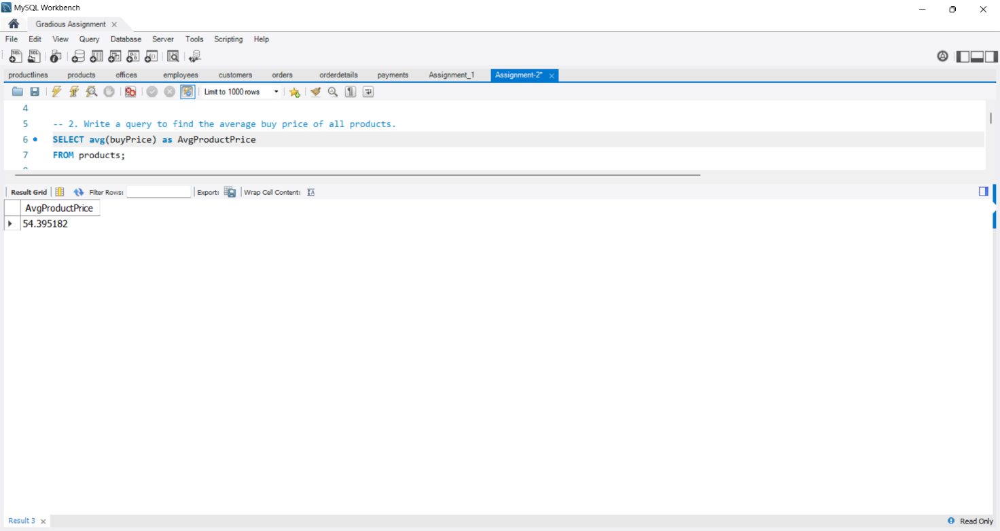 MySQL Workbench
Gradious Assignment
File Edit View Query Database Server Tools Scripting Help
productlines products offices employees customers orders orderdetails payments Assignment_1 Assignment-2*
Limit to 1000 rows
4
5 -- 2. Write a query to find the average buy price of all products.
6 SELECT avg(buyPrice) as AvgProductPrice
7 FROM products;
Result Grid Filter Rows: Export: Wrap Cell Content:
AvgProductPrice
54.395182
Result 3 Read Only